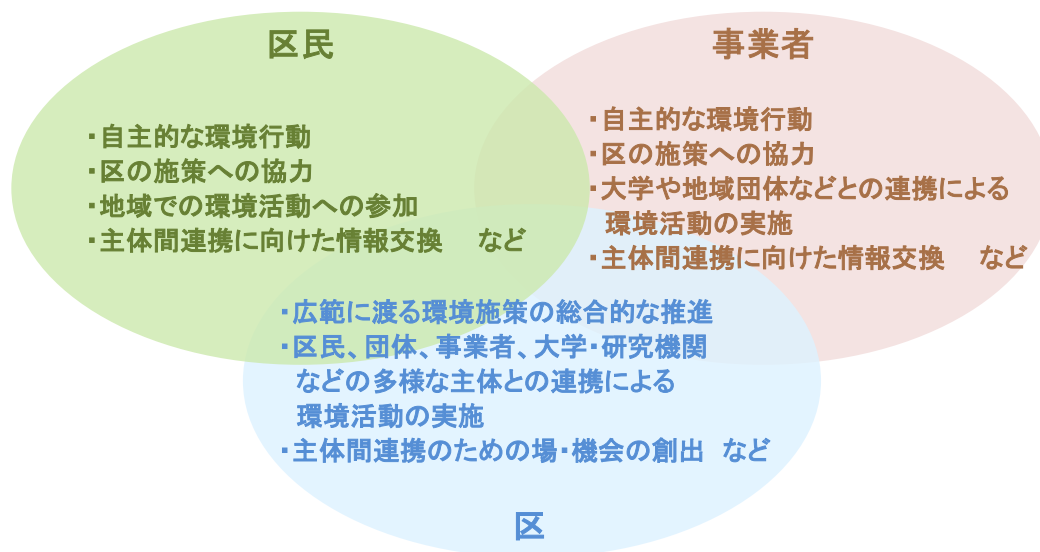 区民
・自主的な環境行動
・区の施策への協力
・地域での環境活動への参加
・主体間連携に向けた情報交換　など
事業者
・自主的な環境行動
・区の施策への協力
・大学や地域団体などとの連携による
環境活動の実施
・主体間連携に向けた情報交換　など
・広範に渡る環境施策の総合的な推進
・区民、団体、事業者、大学・研究機関
などの多様な主体との連携による
環境活動の実施
・主体間連携のための場・機会の創出　など
区